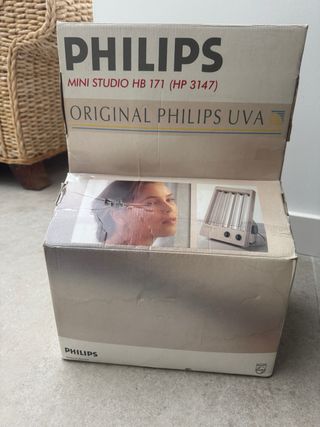 PHILIPS
MINI STUDIO HB 171 (HP 3147)
ORIGINAL PHILIPS UVA
PHILIPS